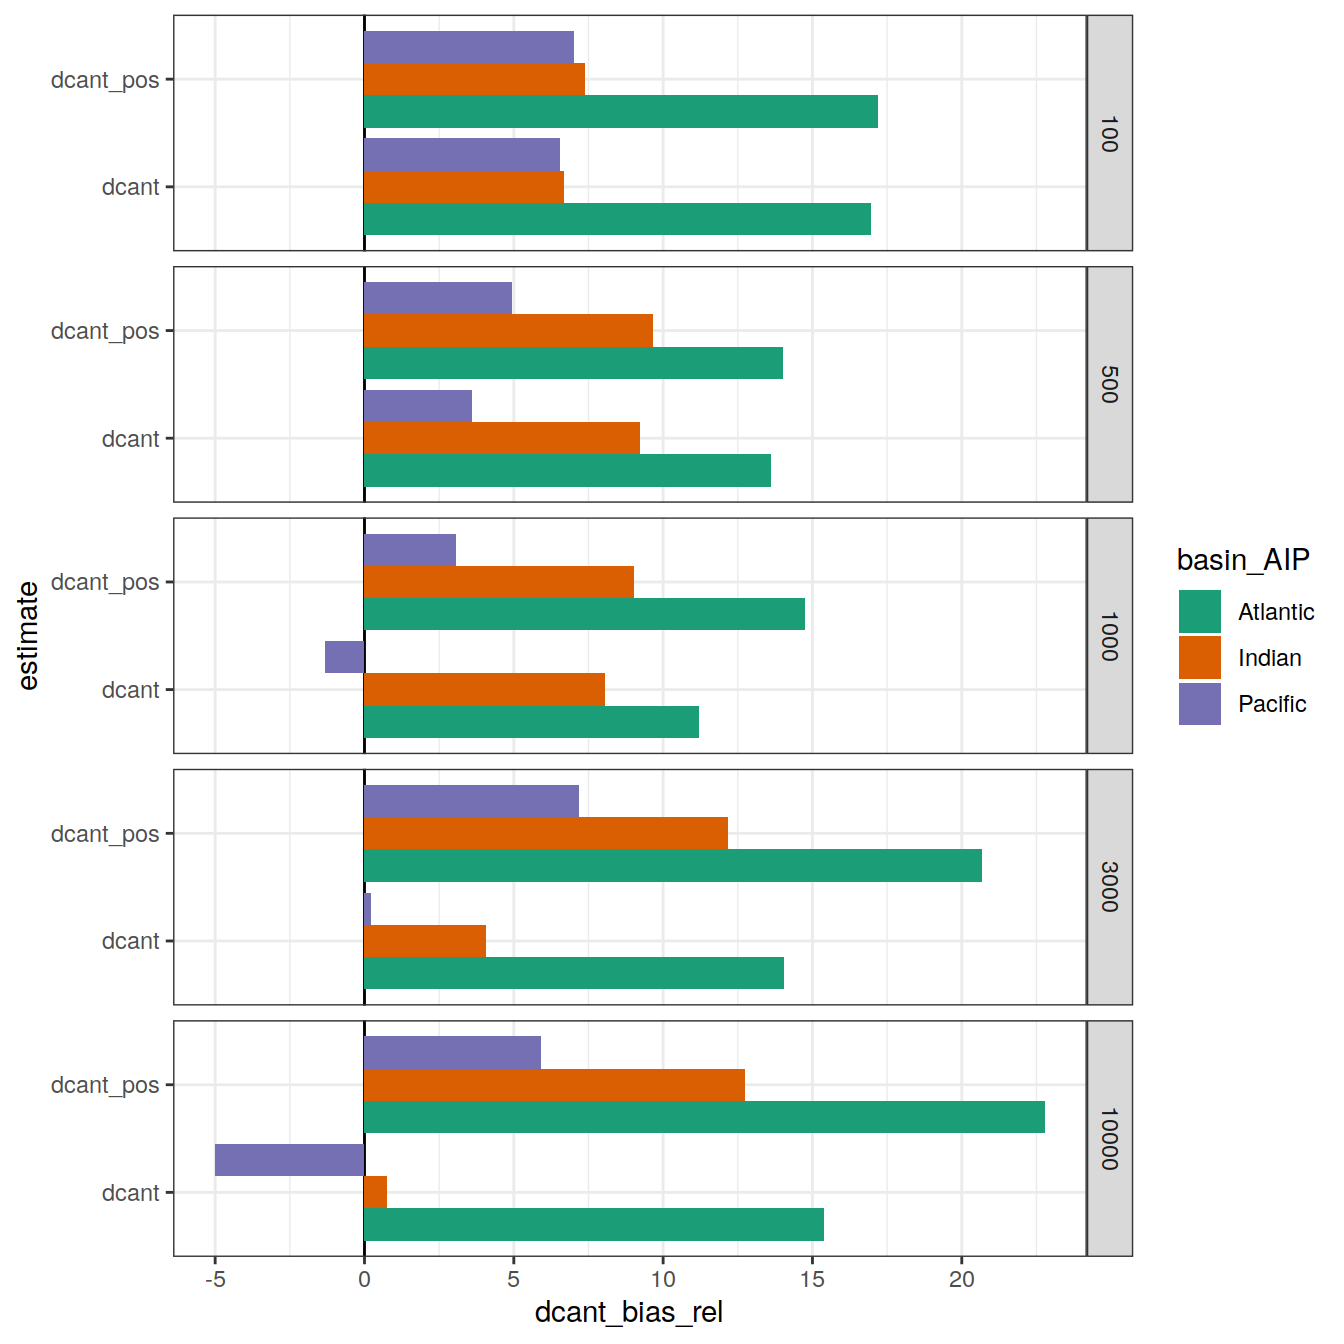 dcant_pos
dcant
100
dcant_pos
dcant
500
dcant_pos
dcant
1000
dcant_pos
dcant
3000
dcant_pos
dcant
10000
estimate
-5 0 5 10 15 20
dcant_bias_rel
basin_AIP
Atlantic
Indian
Pacific